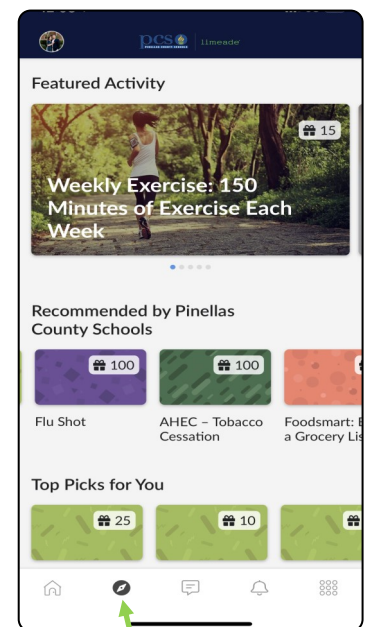 pcs
PINELLAS COUNTY SCHOOLS
limeade
Featured Activity
15
Weekly Exercise: 150
Minutes of Exercise Each
Week
Recommended by Pinellas
County Schools
100
100
Flu Shot
AHEC – Tobacco
Cessation
Foodsmart:
a Grocery Lis
Top Picks for You
25
10